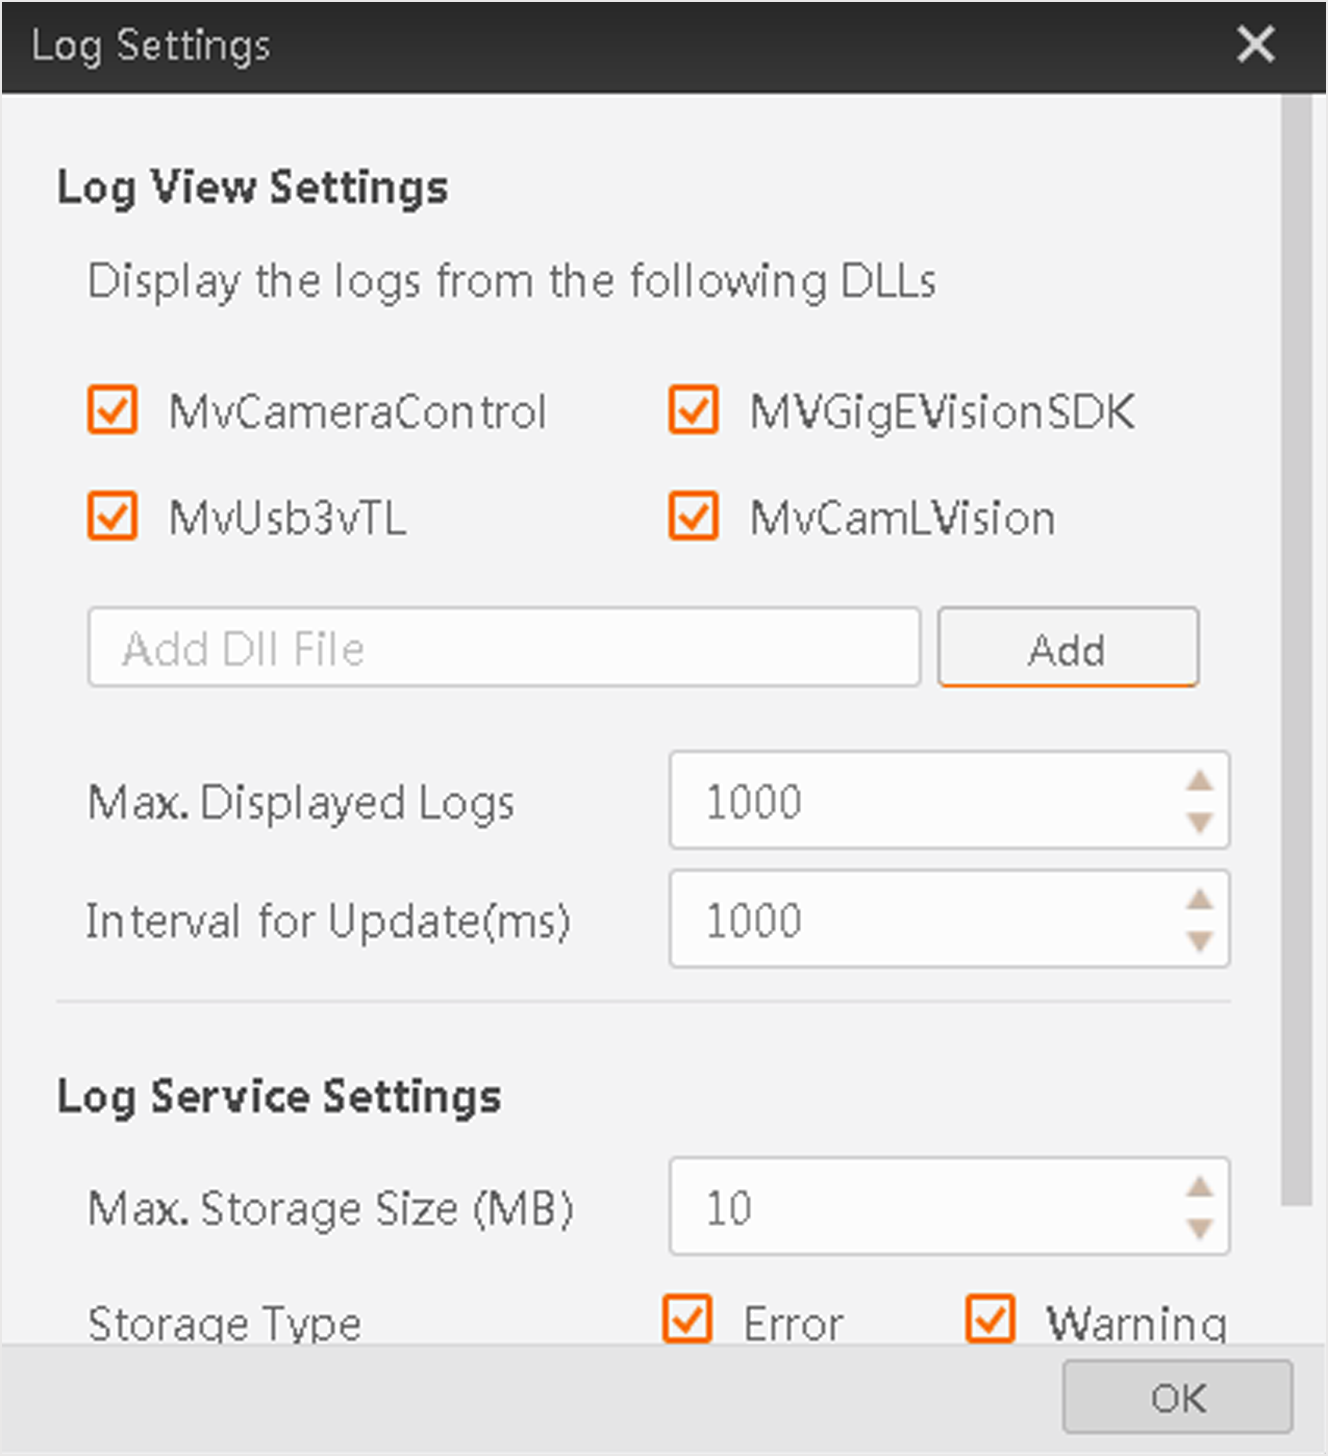 Log Settings
Log View Settings
Display the logs from the following DLLs
MvCameraControl MVGigEVisionSDK
MvUsb3vTL MvCamLVision
Add Dll File Add
Max. Displayed Logs 1000
Interval for Update(ms) 1000
Log Service Settings
Max. Storage Size (MB) 10
Storage Type Error Warning
OK